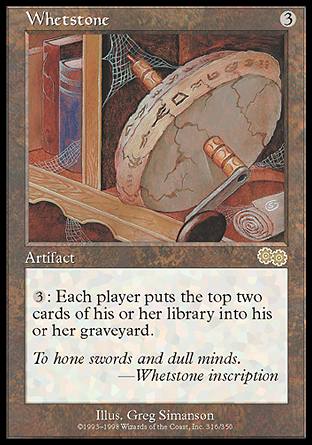 Whetstone 3
Artifact
3: Each player puts the top two
cards of his or her library into his
or her graveyard.
To hone swords and dull minds.
—Whetstone inscription
Illus. Greg Simanson
©1993–1998 Wizards of the Coast, Inc. 316/350